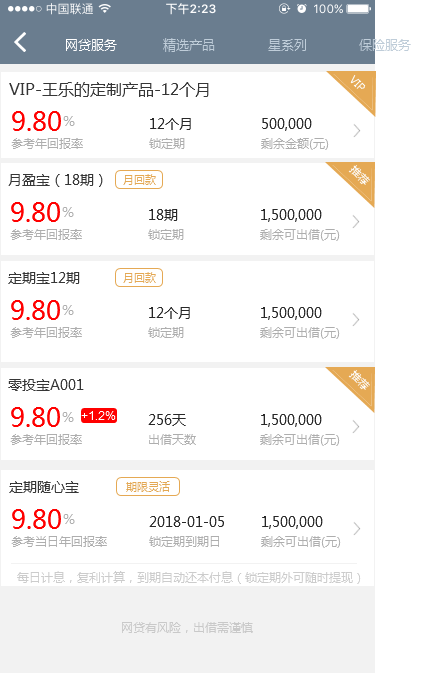 中国联通 下午2:23 100%
网贷服务 精选产品 星系列 保险服务
VIP-王乐的定制产品-12个月 VIP
9.80% 12个月 500,000
参考年回报率 锁定期 剩余金额(元)
月盈宝（18期） 月回款 推荐
9.80% 18期 1,500,000
参考年回报率 锁定期 剩余可出借(元)
定期宝12期 月回款
9.80% 12个月 1,500,000
参考年回报率 锁定期 剩余可出借(元)
零投宝A001 推荐
9.80% +1.2% 256天 1,500,000
参考年回报率 出借天数 剩余可出借(元)
定期随心宝 期限灵活
9.80% 2018-01-05 1,500,000
参考当日年回报率 锁定期到期日 剩余可出借(元)
每日计息，复利计算，到期自动还本付息（锁定期外可随时提现）
网贷有风险，出借需谨慎